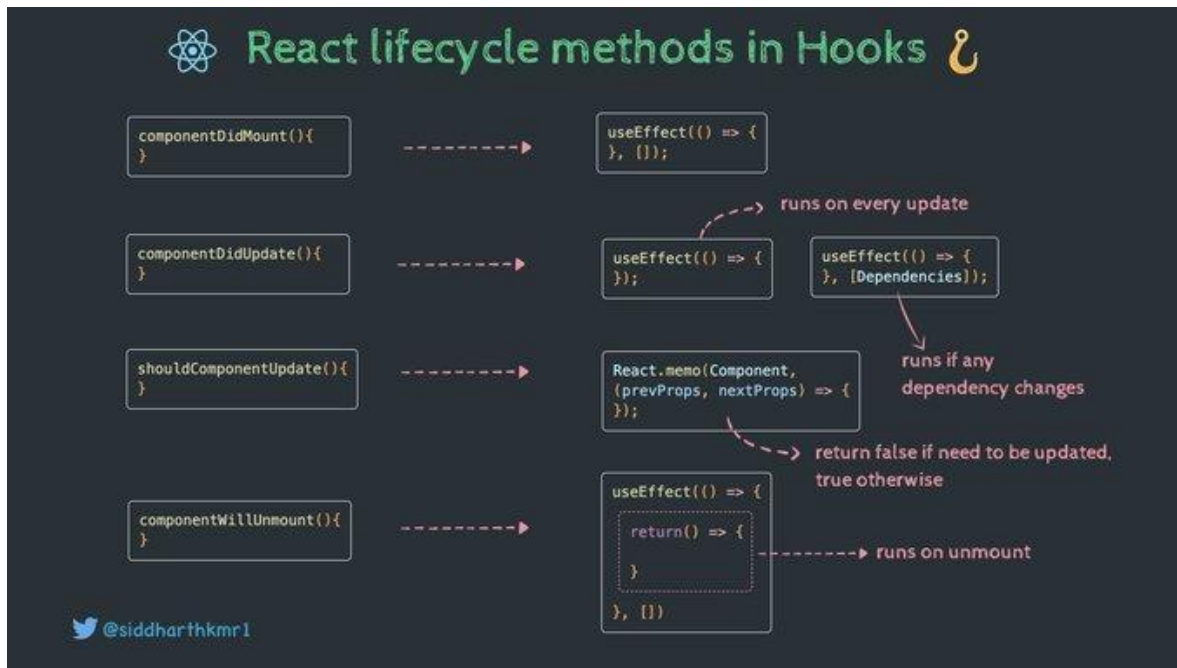 React lifecycle methods in Hooks
componentDidMount(){
}
useEffect(() => {
}, []);
runs on every update
componentDidUpdate(){
}
useEffect(() => {
});
useEffect(() => {
}, [Dependencies]);
runs if any
dependency changes
shouldComponentUpdate(){
}
React.memo(Component,
(prevProps, nextProps) => {
});
return false if need to be updated,
true otherwise
componentWillUnmount(){
}
useEffect(() => {
return() => {
}
}, [])
runs on unmount
@siddharthkmr1